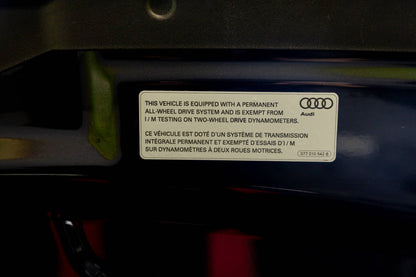 THIS VEHICLE IS EQUIPPED WITH A PERMANENT
ALL-WHEEL DRIVE SYSTEM AND IS EXEMPT FROM
I / M TESTING ON TWO-WHEEL DRIVE DYNAMOMETERS.
Audi
CE VÉHICULE EST DOTÉ D'UN SYSTÈME DE TRANSMISSION
INTÉGRALE PERMANENT ET EXEMPTÉ D'ESSAIS D'I / M
SUR DYNAMOMÈTRES À DEUX ROUES MOTRICES.